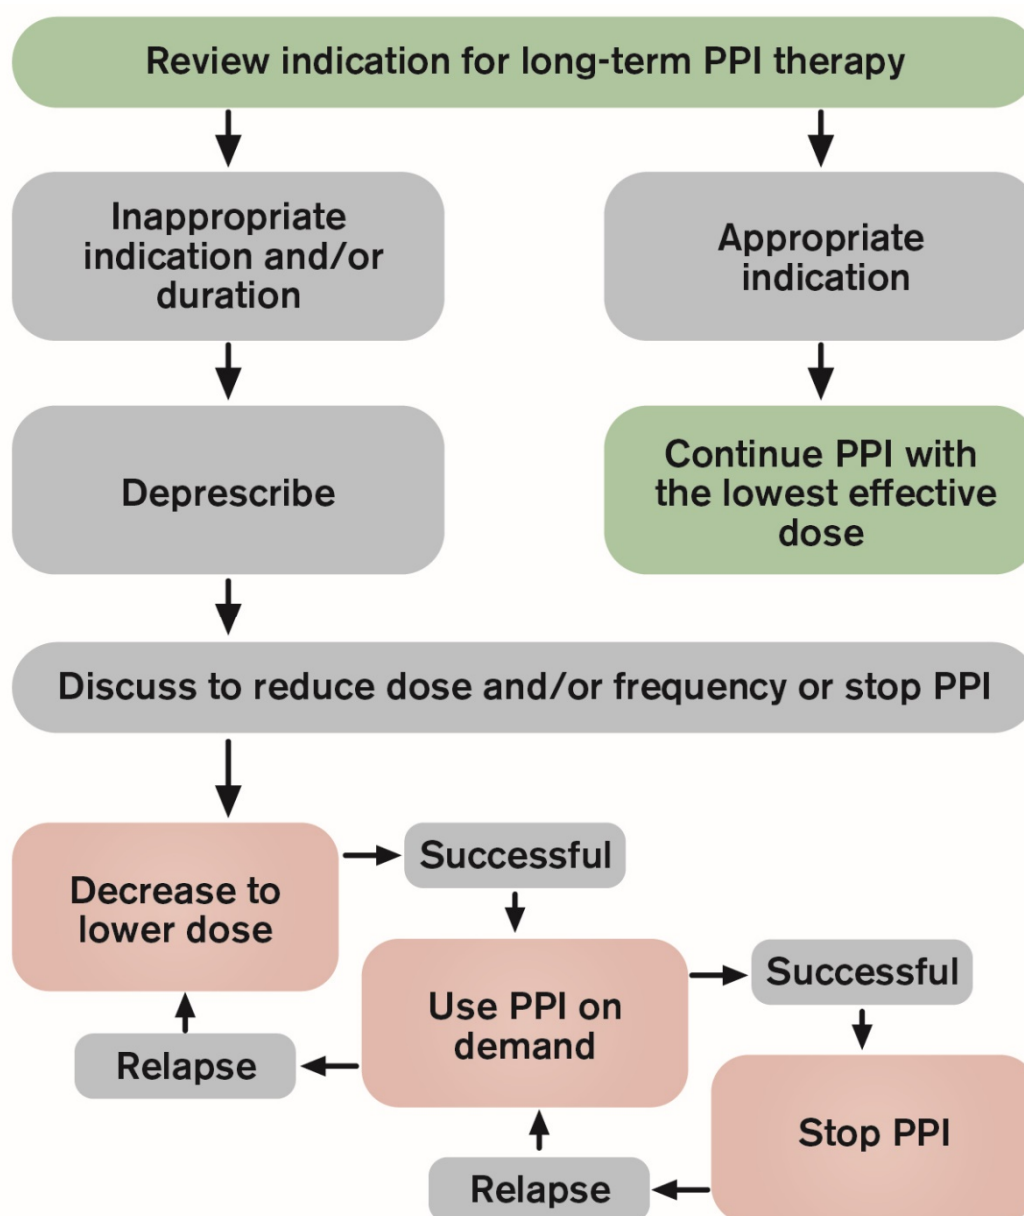 Review indication for long-term PPI therapy
Inappropriate
indication and/or
duration
Appropriate
indication
Deprescribe
Continue PPI with
the lowest effective
dose
Discuss to reduce dose and/or frequency or stop PPI
Decrease to
lower dose
Successful
Use PPI on
demand
Successful
Relapse
Stop PPI
Relapse